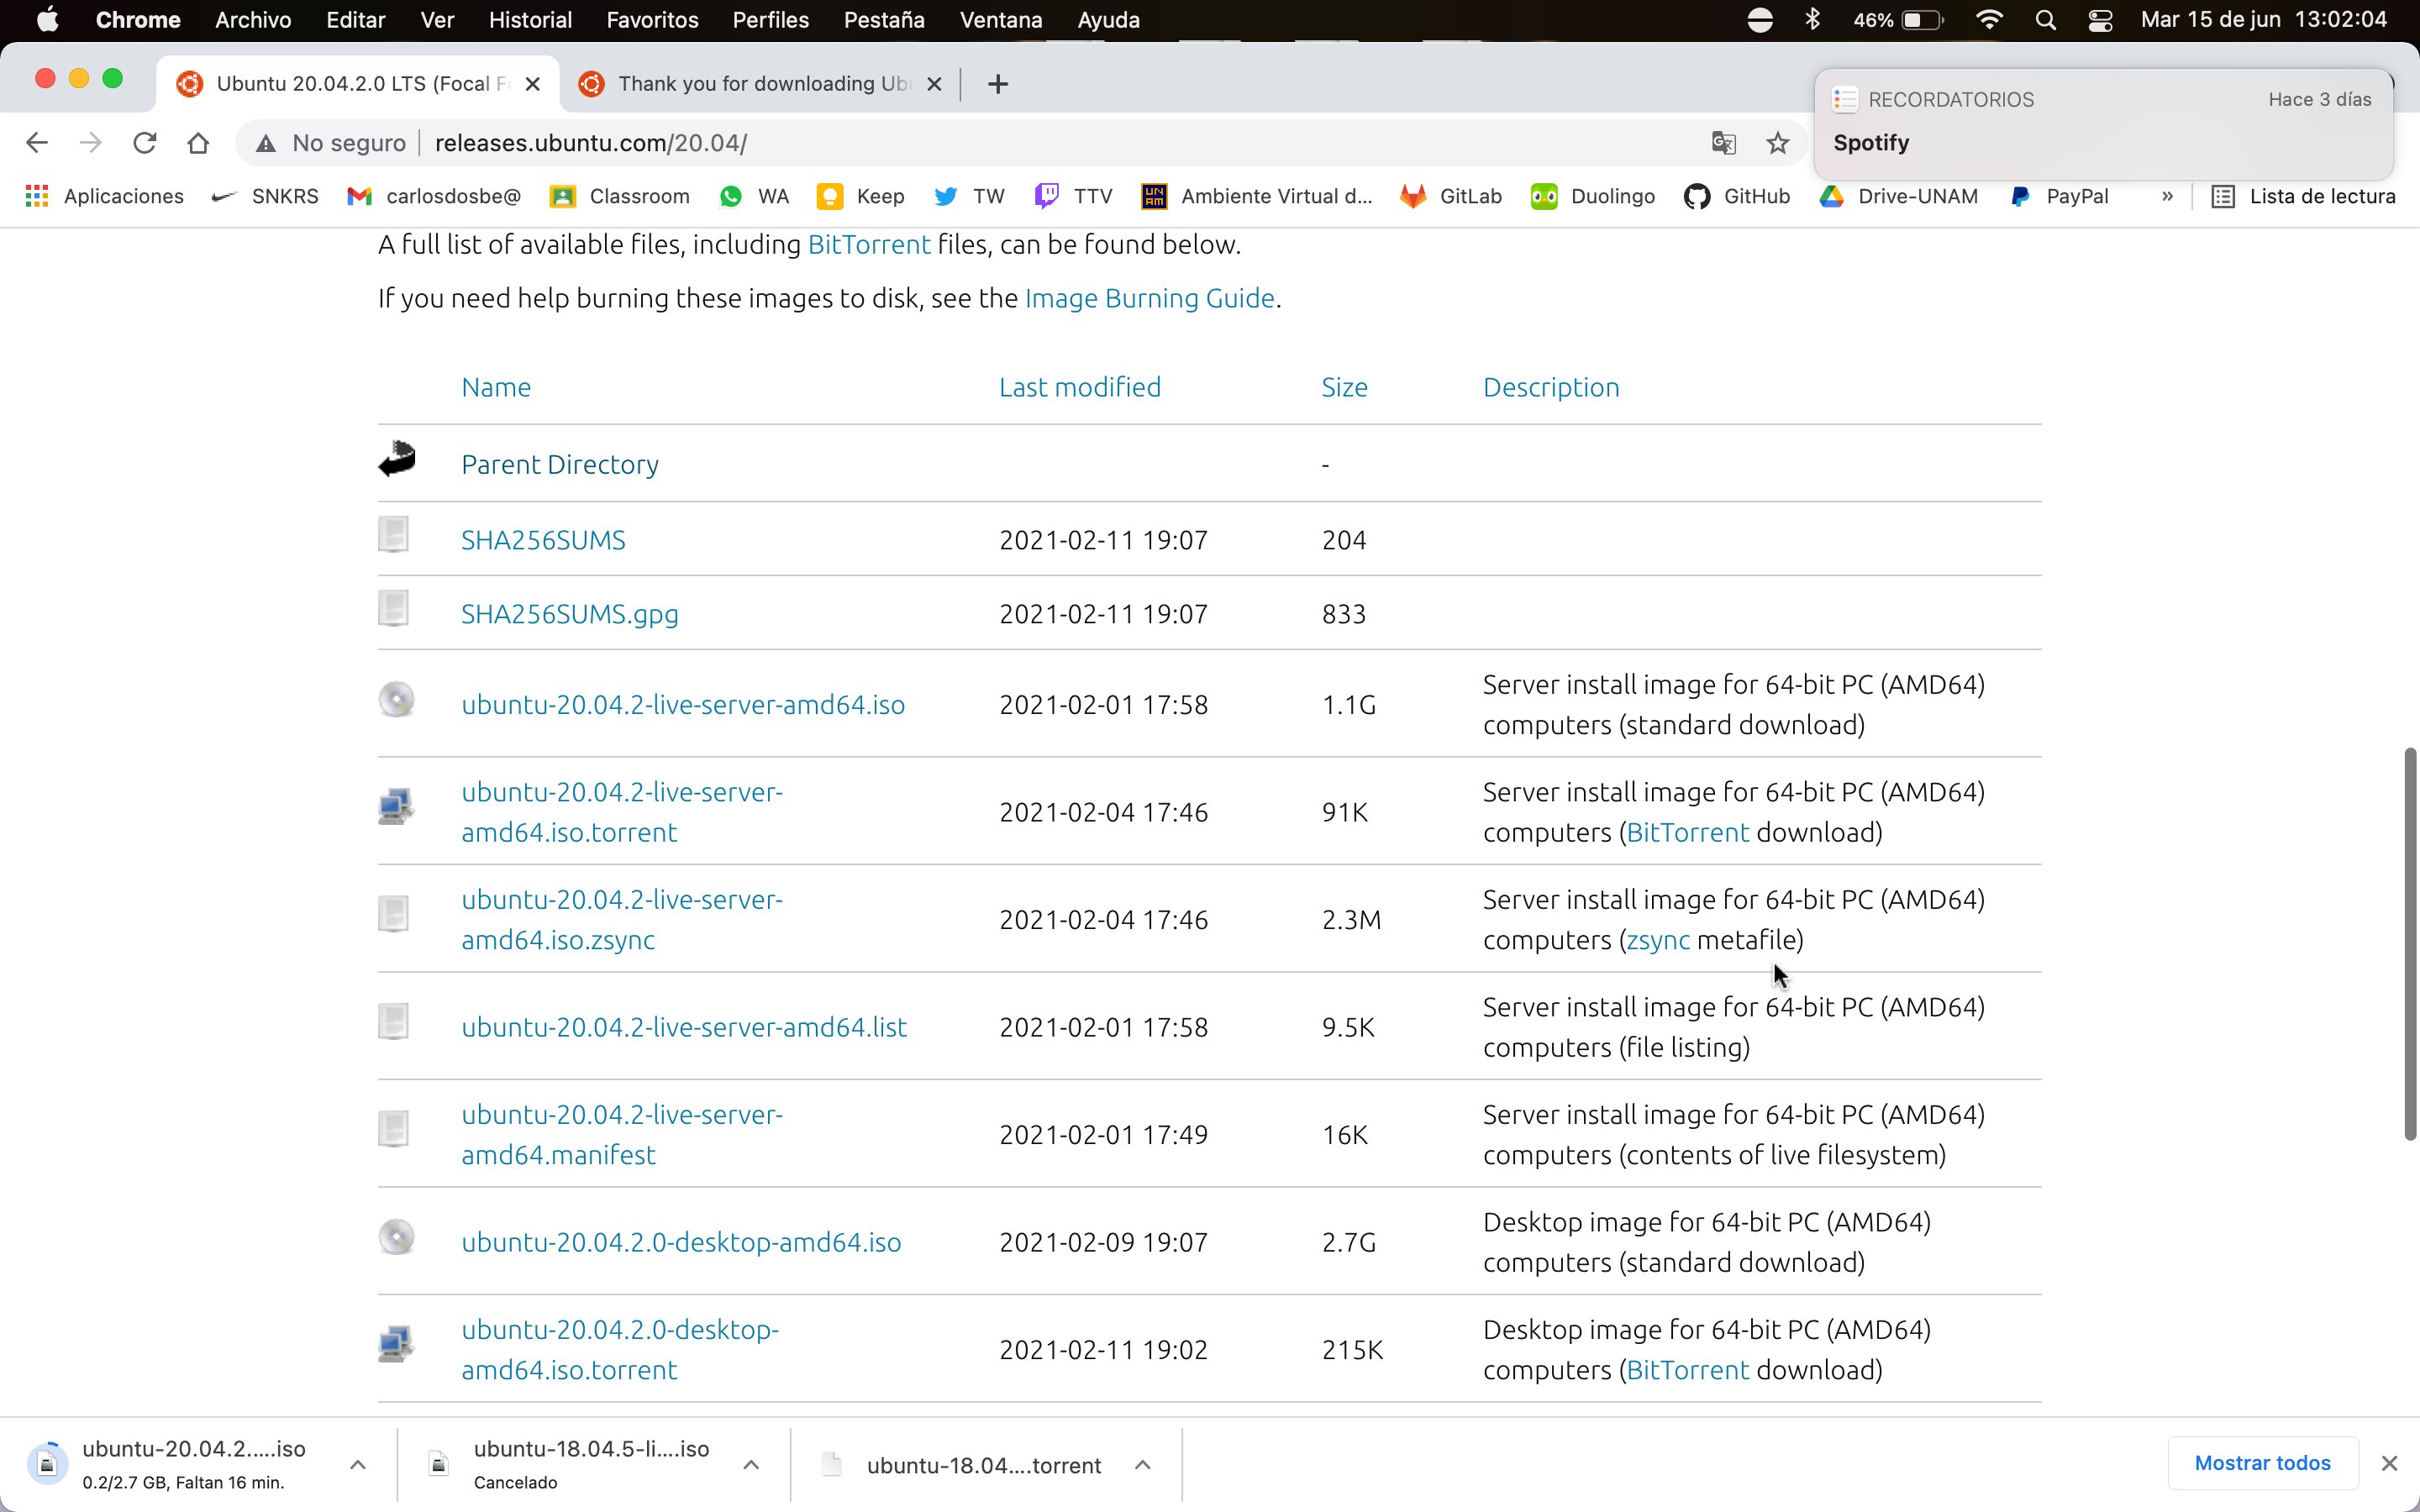 Chrome Archivo Editar Ver Historial Favoritos Perfiles Pestaña Ventana Ayuda 46% Mar 15 de jun 13:02:04
Ubuntu 20.04.2.0 LTS (Focal F
Thank you for downloading Ub
RECORDATORIOS Hace 3 días
Spotify
No seguro releases.ubuntu.com/20.04/
Aplicaciones SNKRS carlosdosbe@ Classroom WA Keep TW TTV Ambiente Virtual d... GitLab Duolingo GitHub Drive-UNAM PayPal » Lista de lectura
A full list of available files, including BitTorrent files, can be found below.
If you need help burning these images to disk, see the Image Burning Guide.
Name Last modified Size Description
Parent Directory -
SHA256SUMS 2021-02-11 19:07 204
SHA256SUMS.gpg 2021-02-11 19:07 833
ubuntu-20.04.2-live-server-amd64.iso 2021-02-01 17:58 1.1G Server install image for 64-bit PC (AMD64)
computers (standard download)
ubuntu-20.04.2-live-server- 2021-02-04 17:46 91K Server install image for 64-bit PC (AMD64)
amd64.iso.torrent computers (BitTorrent download)
ubuntu-20.04.2-live-server- 2021-02-04 17:46 2.3M Server install image for 64-bit PC (AMD64)
amd64.iso.zsync computers (zsync metafile)
ubuntu-20.04.2-live-server-amd64.list 2021-02-01 17:58 9.5K Server install image for 64-bit PC (AMD64)
computers (file listing)
ubuntu-20.04.2-live-server- 2021-02-01 17:49 16K Server install image for 64-bit PC (AMD64)
amd64.manifest computers (contents of live filesystem)
ubuntu-20.04.2.0-desktop-amd64.iso 2021-02-09 19:07 2.7G Desktop image for 64-bit PC (AMD64)
computers (standard download)
ubuntu-20.04.2.0-desktop- 2021-02-11 19:02 215K Desktop image for 64-bit PC (AMD64)
amd64.iso.torrent computers (BitTorrent download)
ubuntu-20.04.2.....iso
0.2/2.7 GB, Faltan 16 min.
ubuntu-18.04.5-li....iso
Cancelado
ubuntu-18.04....torrent
Mostrar todos